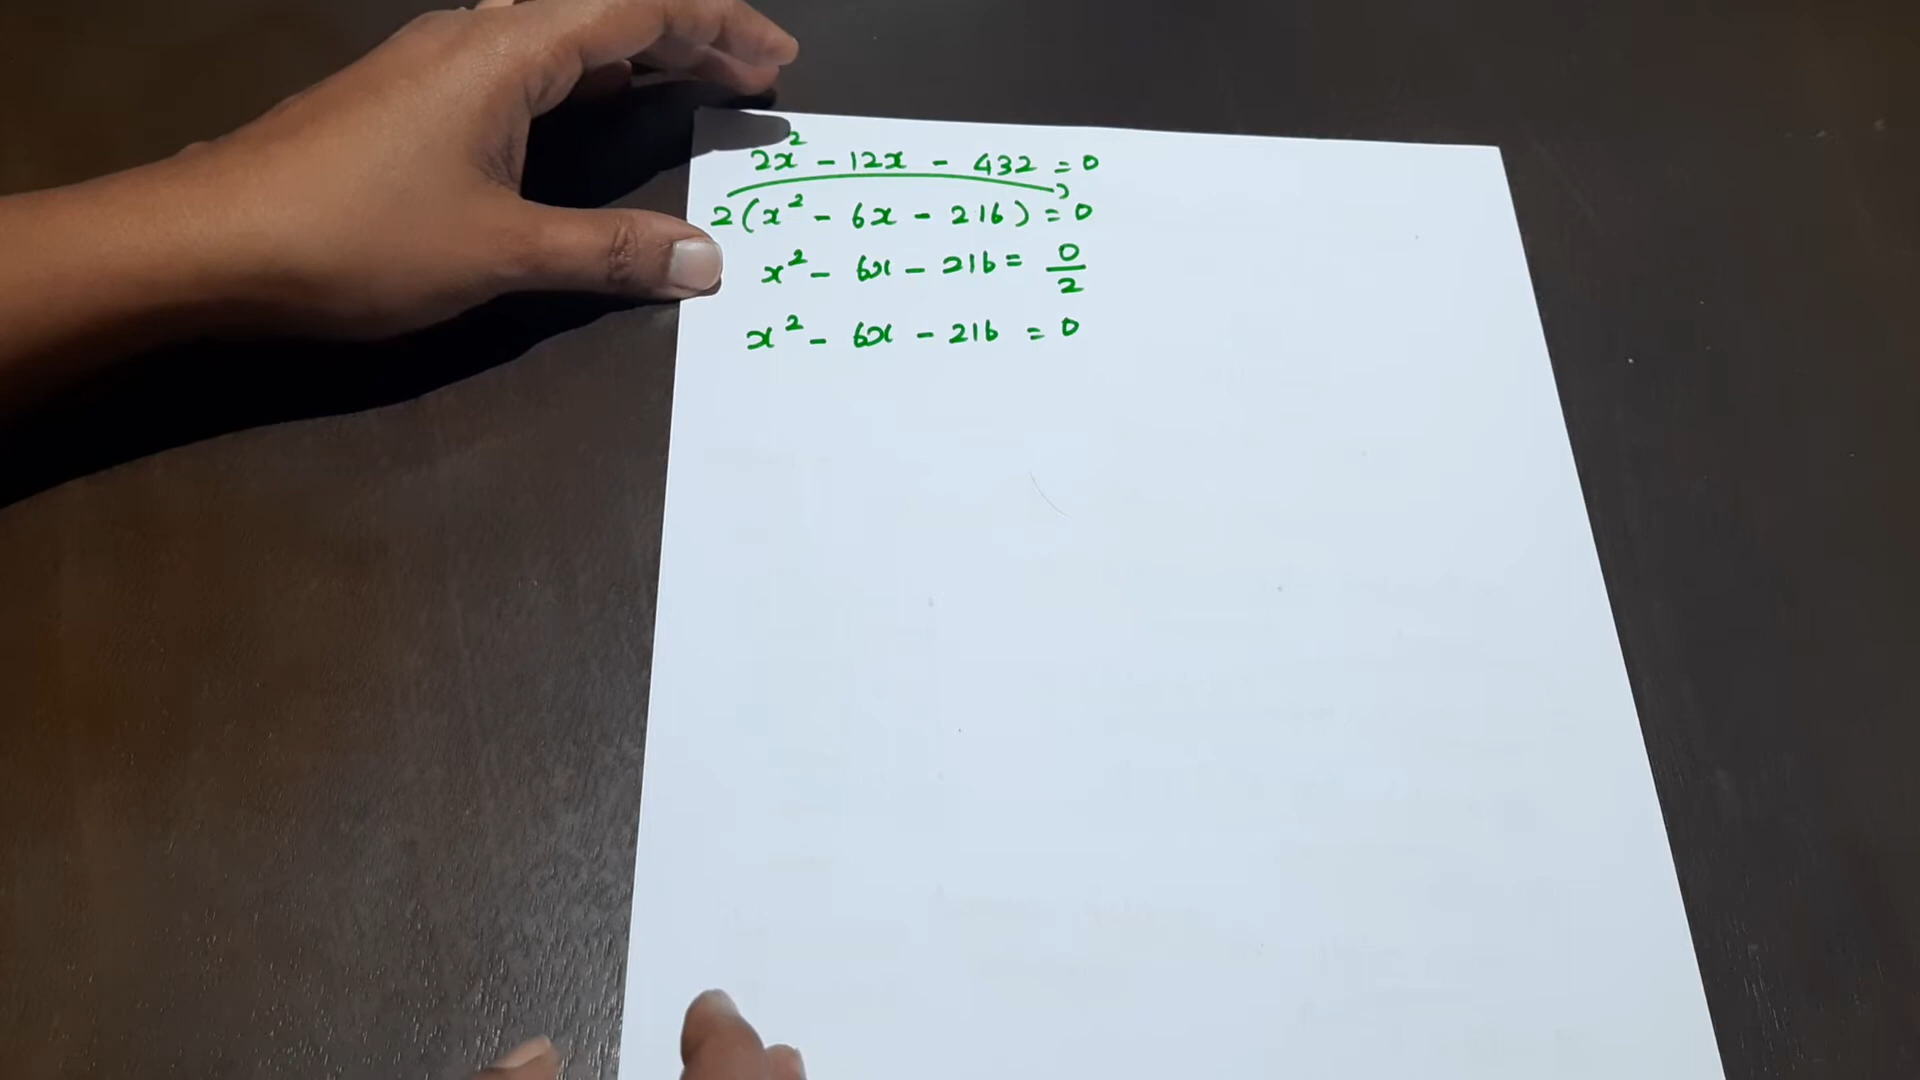 2x² - 12x - 432 = 0
2(x² - 6x - 216) = 0
x² - 6x - 216 = 0/2
x² - 6x - 216 = 0